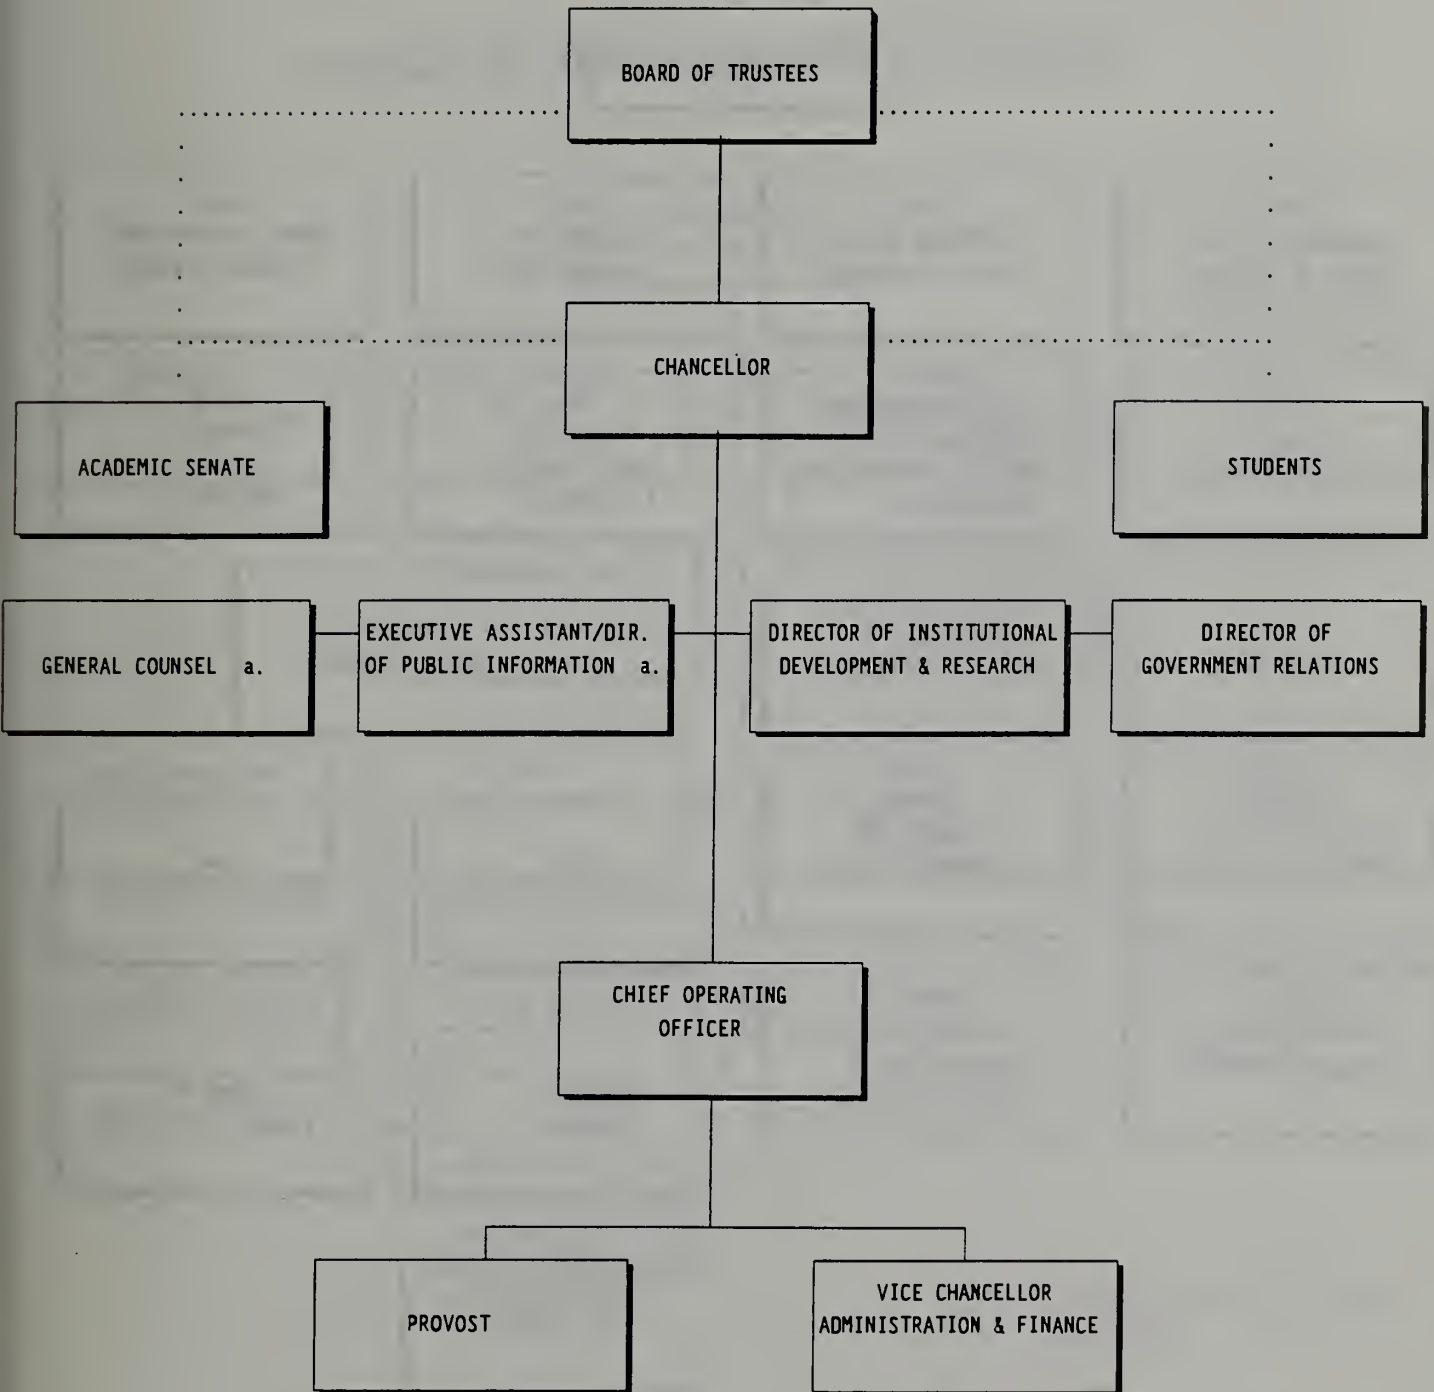 BOARD OF TRUSTEES
CHANCELLOR
ACADEMIC SENATE
STUDENTS
GENERAL COUNSEL a.
EXECUTIVE ASSISTANT/DIR.
OF PUBLIC INFORMATION a.
DIRECTOR OF INSTITUTIONAL
DEVELOPMENT & RESEARCH
DIRECTOR OF
GOVERNMENT RELATIONS
CHIEF OPERATING
OFFICER
PROVOST
VICE CHANCELLOR
ADMINISTRATION & FINANCE